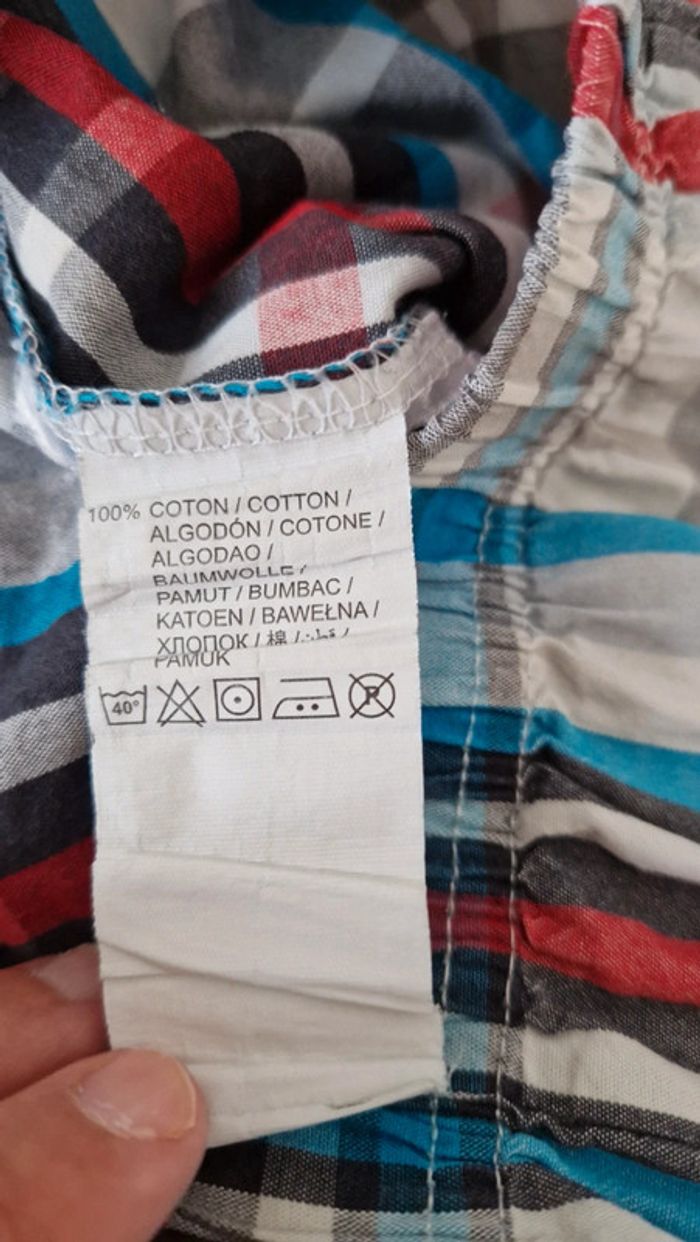 100% COTON / COTTON /
ALGODÓN / COTONE /
ALGODAO /
BAUMWOLLE /
PAMUT / BUMBAC /
KATOEN / BAWEŁNA /
ХЛОПОК / 棉 /
PAMUK
40°
P